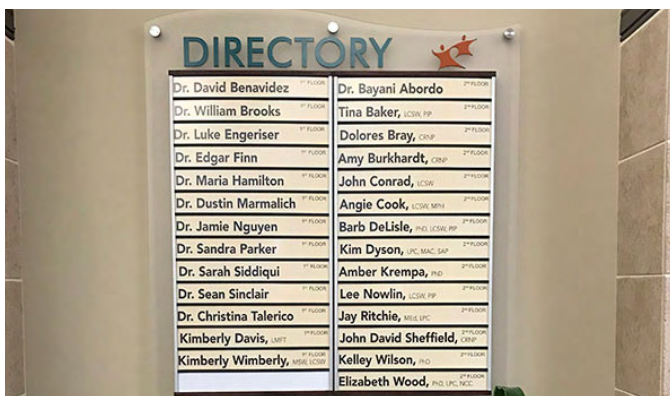 DIRECTORY
Dr. David Benavidez 1ST FLOOR
Dr. William Brooks 1ST FLOOR
Dr. Luke Engeriser 1ST FLOOR
Dr. Edgar Finn 1ST FLOOR
Dr. Maria Hamilton 1ST FLOOR
Dr. Dustin Marmalich 1ST FLOOR
Dr. Jamie Nguyen 1ST FLOOR
Dr. Sandra Parker 1ST FLOOR
Dr. Sarah Siddiqui 1ST FLOOR
Dr. Sean Sinclair 1ST FLOOR
Dr. Christina Talerico 1ST FLOOR
Kimberly Davis, LMFT 1ST FLOOR
Kimberly Wimberly, MSW, LCSW 1ST FLOOR
Dr. Bayani Abordo 2ND FLOOR
Tina Baker, LCSW, PIP 2ND FLOOR
Dolores Bray, CRNP 2ND FLOOR
Amy Burkhardt, CRNP 2ND FLOOR
John Conrad, LCSW 2ND FLOOR
Angie Cook, LCSW, MPH 2ND FLOOR
Barb DeLisle, PhD, LCSW, PIP 2ND FLOOR
Kim Dyson, LPC, MAC, SAP 2ND FLOOR
Amber Krempa, PhD 2ND FLOOR
Lee Nowlin, LCSW, PIP 2ND FLOOR
Jay Ritchie, MEd, LPC 2ND FLOOR
John David Sheffield, CRNP 2ND FLOOR
Kelley Wilson, PhD 2ND FLOOR
Elizabeth Wood, PhD, LPC, NCC 2ND FLOOR